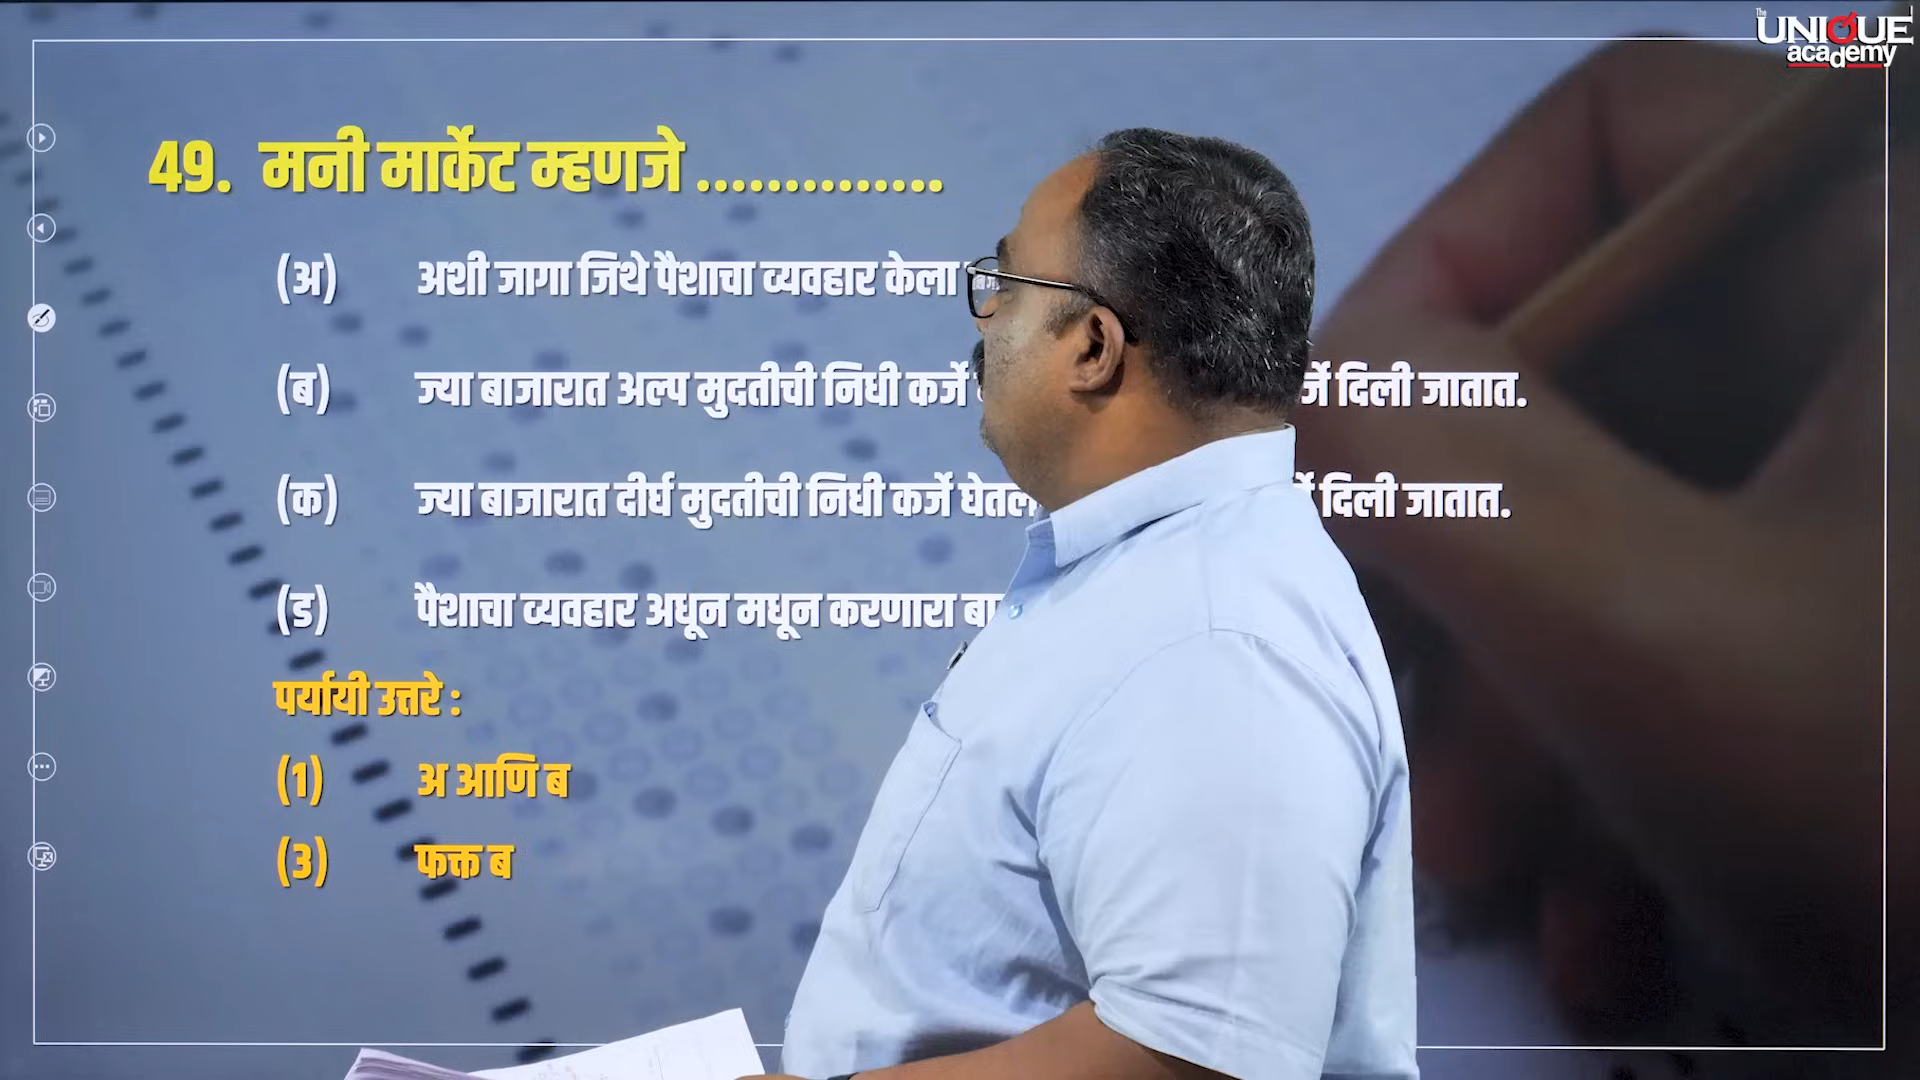 The UNIQUE academy
49. मनी मार्केट म्हणजे ..............
(अ) अशी जागा जिथे पैशाचा व्यवहार केला
(ब) ज्या बाजारात अल्प मुदतीची निधी कर्जे दिली जातात.
(क) ज्या बाजारात दीर्घ मुदतीची निधी कर्जे दिली जातात.
(ड) पैशाचा व्यवहार अधून मधून करणारा
पर्यायी उत्तरे :
(1) अ आणि ब
(3) फक्त ब